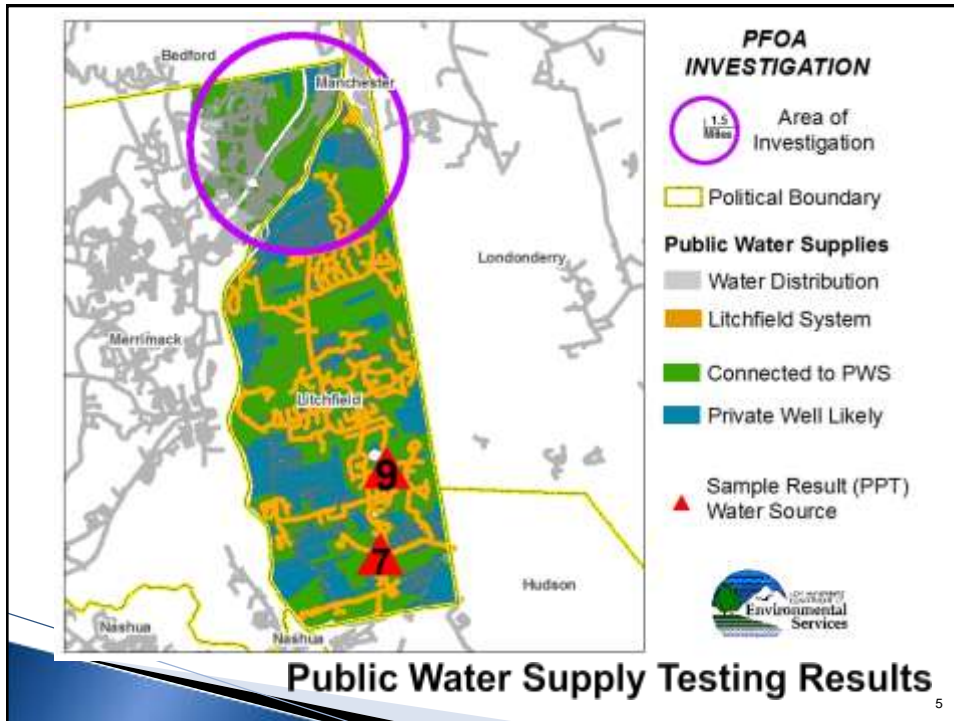 Bedford
Manchester
Londonderry
Merrimack
Litchfield
9
7
Hudson
Nashua
Nashua
PFOA
INVESTIGATION
1.5
Miles
Area of
Investigation
Political Boundary
Public Water Supplies
Water Distribution
Litchfield System
Connected to PWS
Private Well Likely
Sample Result (PPT)
Water Source
Environmental
Services
Public Water Supply Testing Results
5